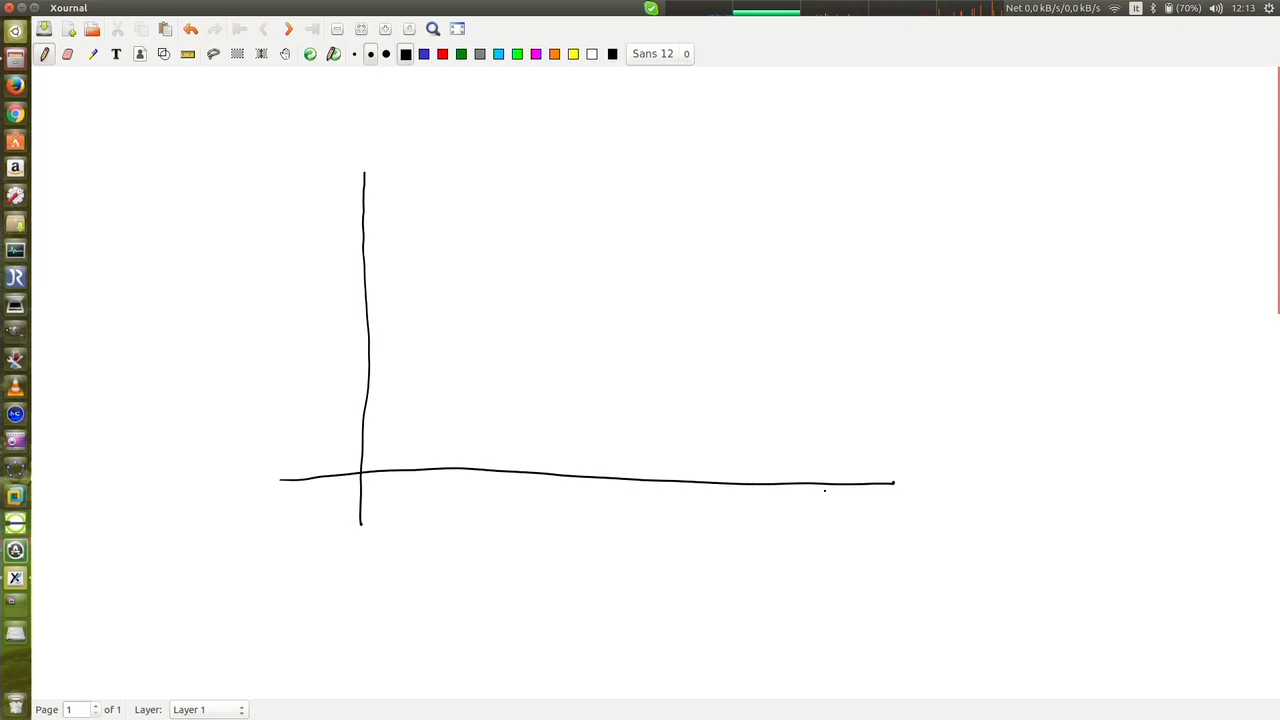 Xournal
Net 0,0 kB/s/0,0 kB/s
lt
(70%)
12:13
T
Sans 12
0
a
Page 1 of 1
Layer: Layer 1